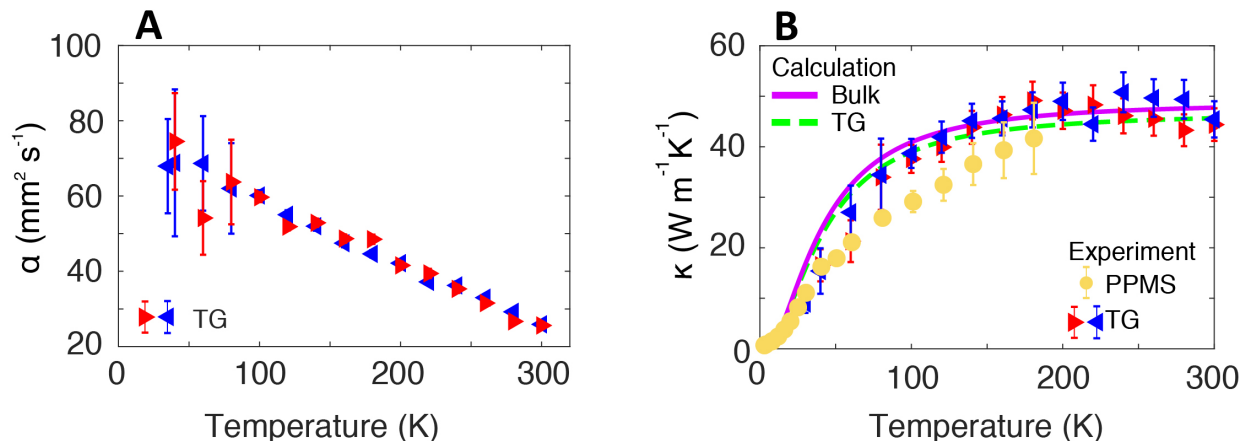 A
100
80
60
40
20
0
100
200
300
α (mm² s⁻¹)
Temperature (K)
TG
B
60
40
20
0
0
100
200
300
κ (W m⁻¹K⁻¹)
Temperature (K)
Calculation
Bulk
TG
Experiment
PPMS
TG